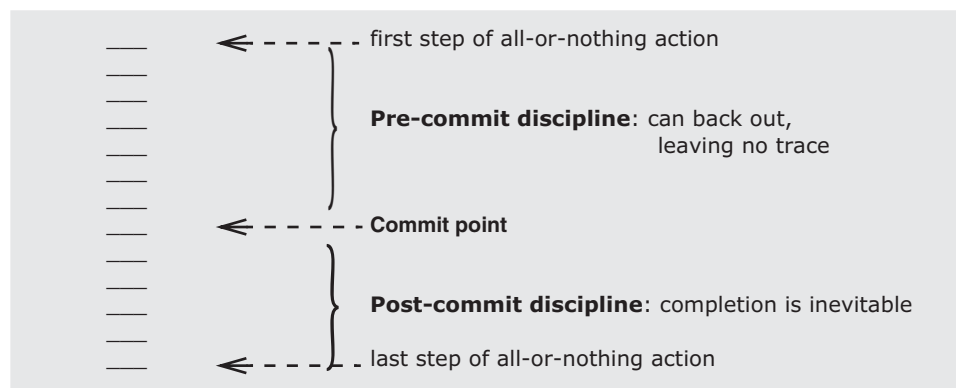 first step of all-or-nothing action
Pre-commit discipline: can back out,
leaving no trace
Commit point
Post-commit discipline: completion is inevitable
last step of all-or-nothing action